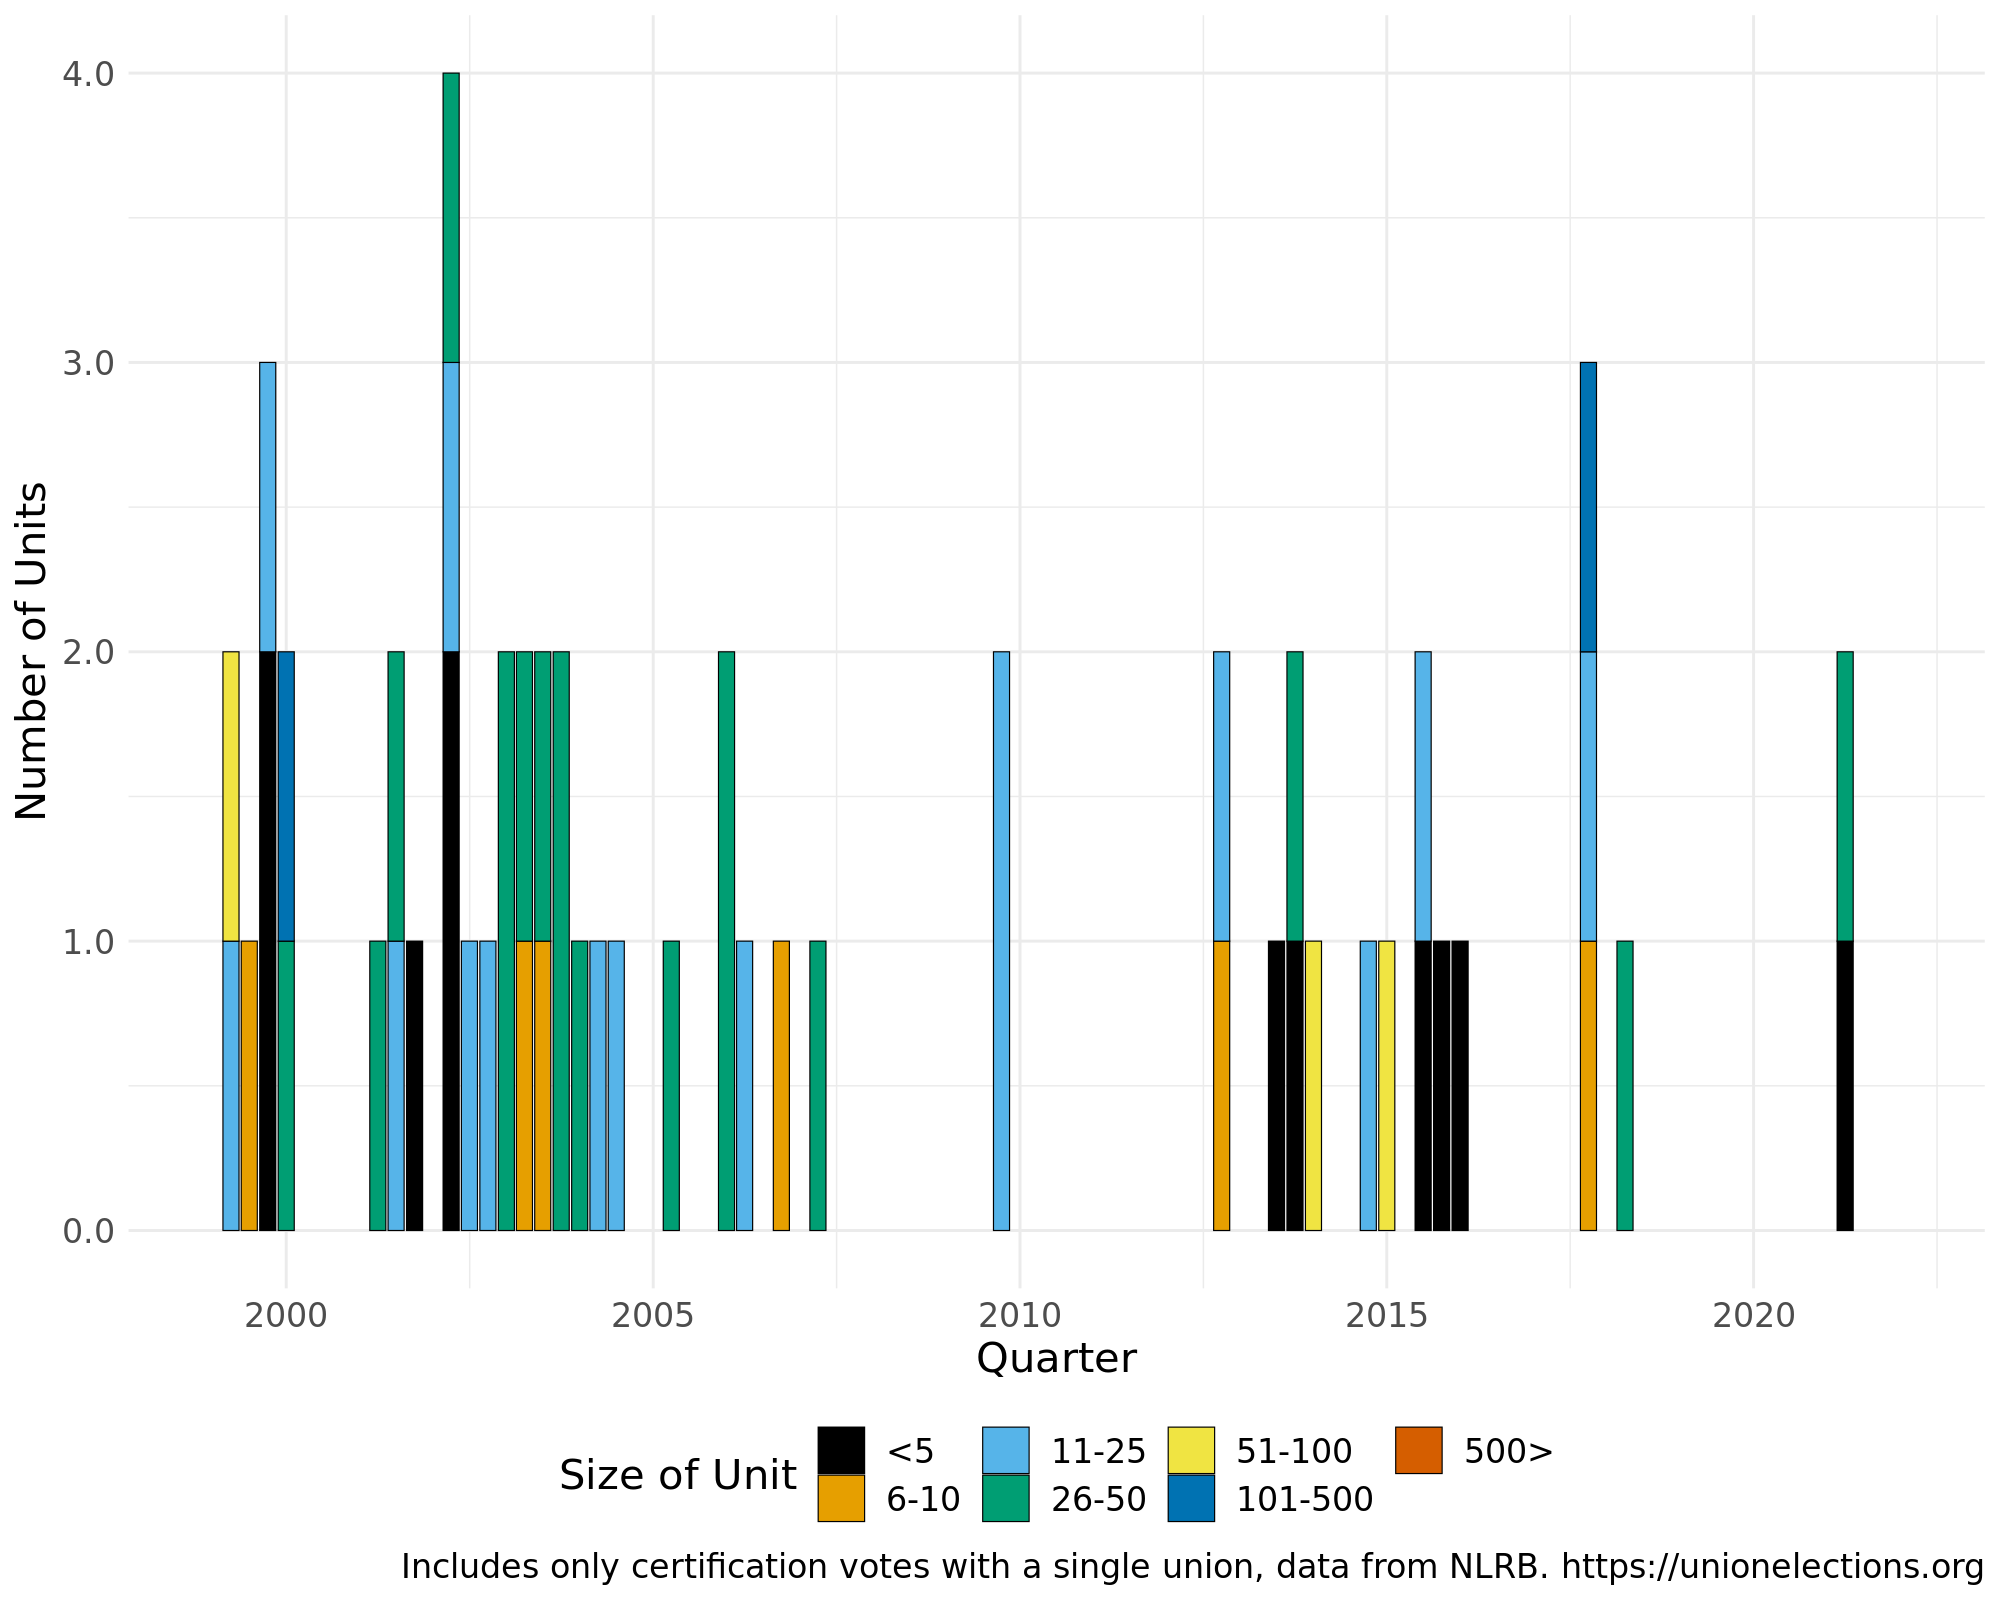 4.0
3.0
2.0
1.0
0.0
Number of Units
2000 2005 2010 2015 2020
Quarter
Size of Unit
<5 11-25 51-100 500>
6-10 26-50 101-500
Includes only certification votes with a single union, data from NLRB. https://unionelections.org